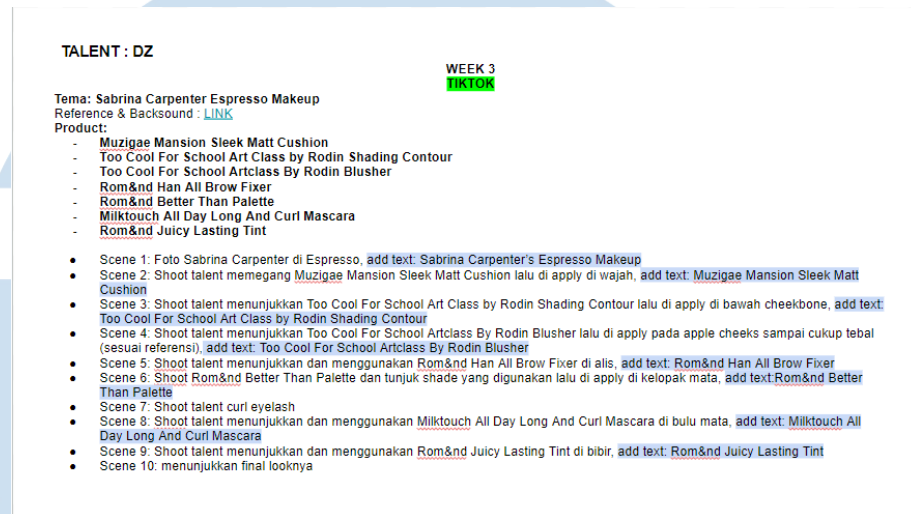 TALENT : DZ
WEEK 3
TIKTOK
Tema: Sabrina Carpenter Espresso Makeup
Reference & Backsound : LINK
Product:
- Muzigae Mansion Sleek Matt Cushion
- Too Cool For School Art Class by Rodin Shading Contour
- Too Cool For School Artclass By Rodin Blusher
- Rom&nd Han All Brow Fixer
- Rom&nd Better Than Palette
- Milktouch All Day Long And Curl Mascara
- Rom&nd Juicy Lasting Tint
● Scene 1: Foto Sabrina Carpenter di Espresso, add text: Sabrina Carpenter's Espresso Makeup
● Scene 2: Shoot talent memegang Muzigae Mansion Sleek Matt Cushion lalu di apply di wajah, add text: Muzigae Mansion Sleek Matt
Cushion
● Scene 3: Shoot talent menunjukkan Too Cool For School Art Class by Rodin Shading Contour lalu di apply di bawah cheekbone, add text:
Too Cool For School Art Class by Rodin Shading Contour
● Scene 4: Shoot talent menunjukkan Too Cool For School Artclass By Rodin Blusher lalu di apply pada apple cheeks sampai cukup tebal
(sesuai referensi), add text: Too Cool For School Artclass By Rodin Blusher
● Scene 5: Shoot talent menunjukkan dan menggunakan Rom&nd Han All Brow Fixer di alis, add text: Rom&nd Han All Brow Fixer
● Scene 6: Shoot Rom&nd Better Than Palette dan tunjuk shade yang digunakan lalu di apply di kelopak mata, add text:Rom&nd Better
Than Palette
● Scene 7: Shoot talent curl eyelash
● Scene 8: Shoot talent menunjukkan dan menggunakan Milktouch All Day Long And Curl Mascara di bulu mata, add text: Milktouch All
Day Long And Curl Mascara
● Scene 9: Shoot talent menunjukkan dan menggunakan Rom&nd Juicy Lasting Tint di bibir, add text: Rom&nd Juicy Lasting Tint
● Scene 10: menunjukkan final looknya